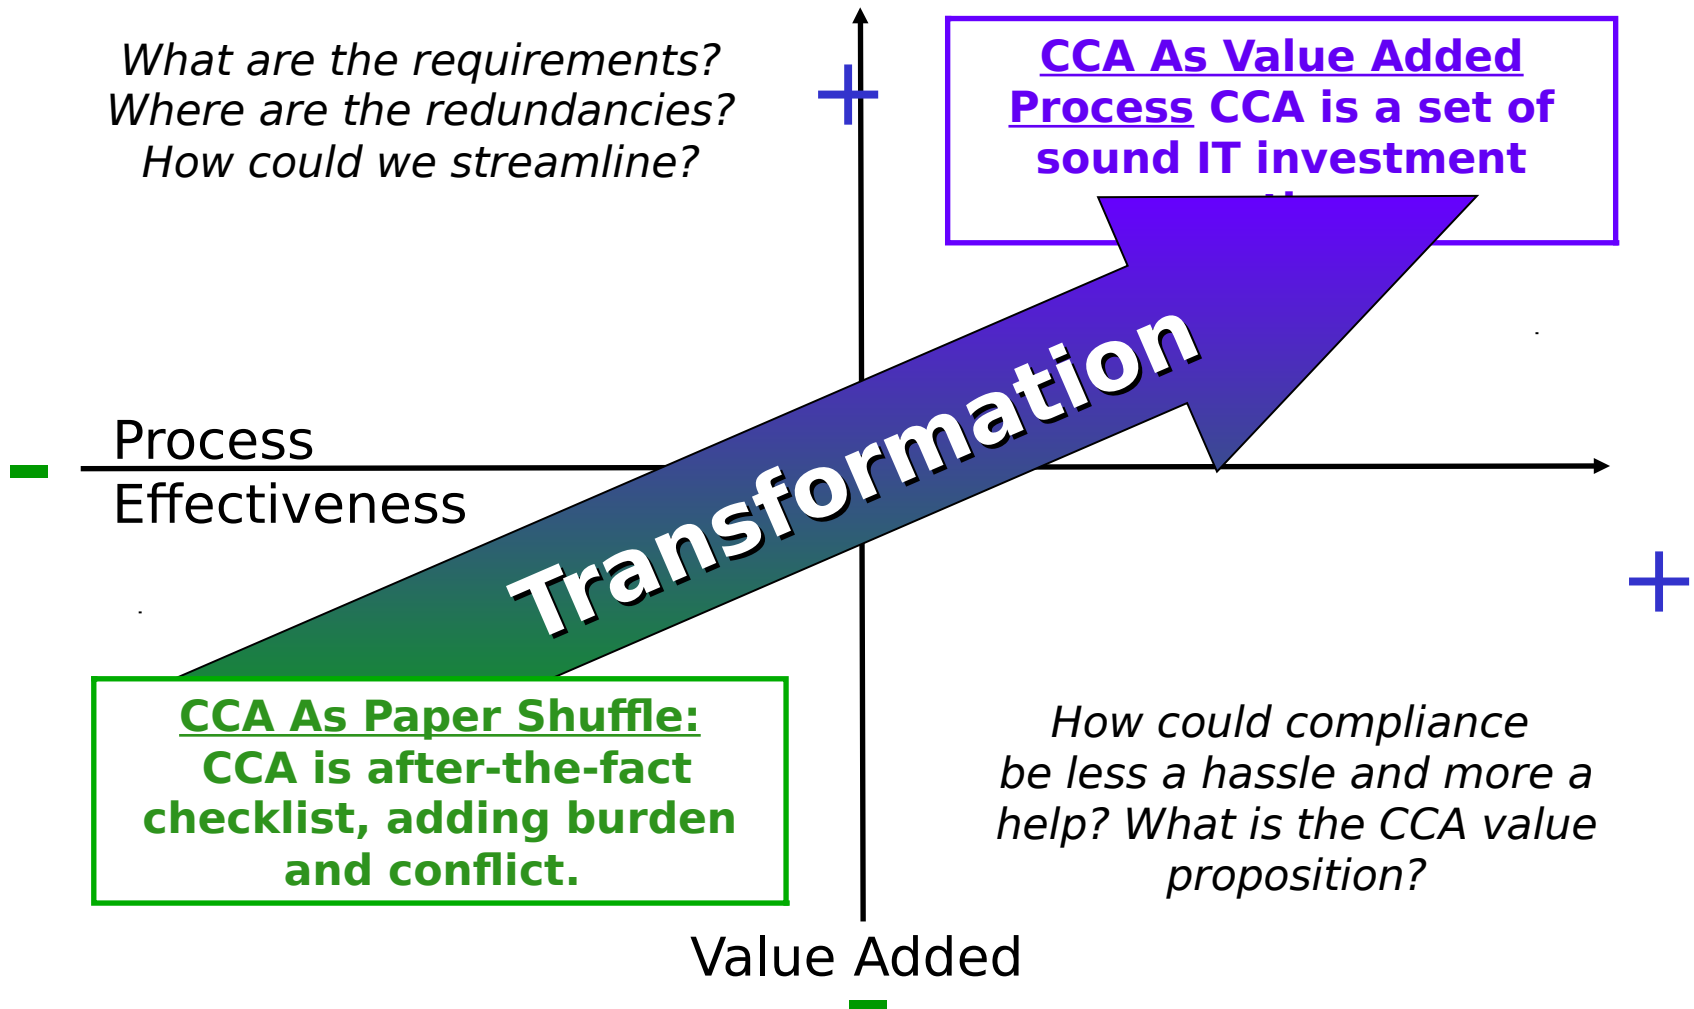 What are the requirements?
Where are the redundancies?
How could we streamline?
CCA As Value Added
Process CCA is a set of
sound IT investment
Transformation
Process
Effectiveness
CCA As Paper Shuffle:
CCA is after-the-fact
checklist, adding burden
and conflict.
How could compliance
be less a hassle and more a
help? What is the CCA value
proposition?
Value Added